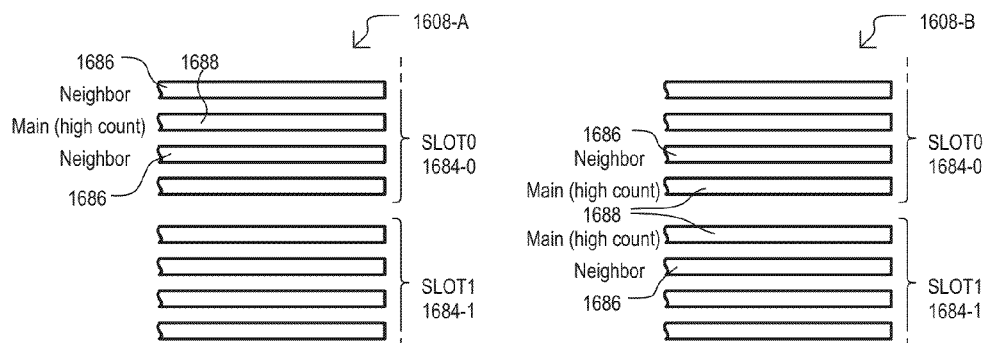 1608-A
1686
1688
Neighbor
Main (high count)
Neighbor
1686
SLOT0
1684-0
SLOT1
1684-1
1608-B
1686
Neighbor
Main (high count)
1688
Main (high count)
Neighbor
1686
SLOT0
1684-0
SLOT1
1684-1